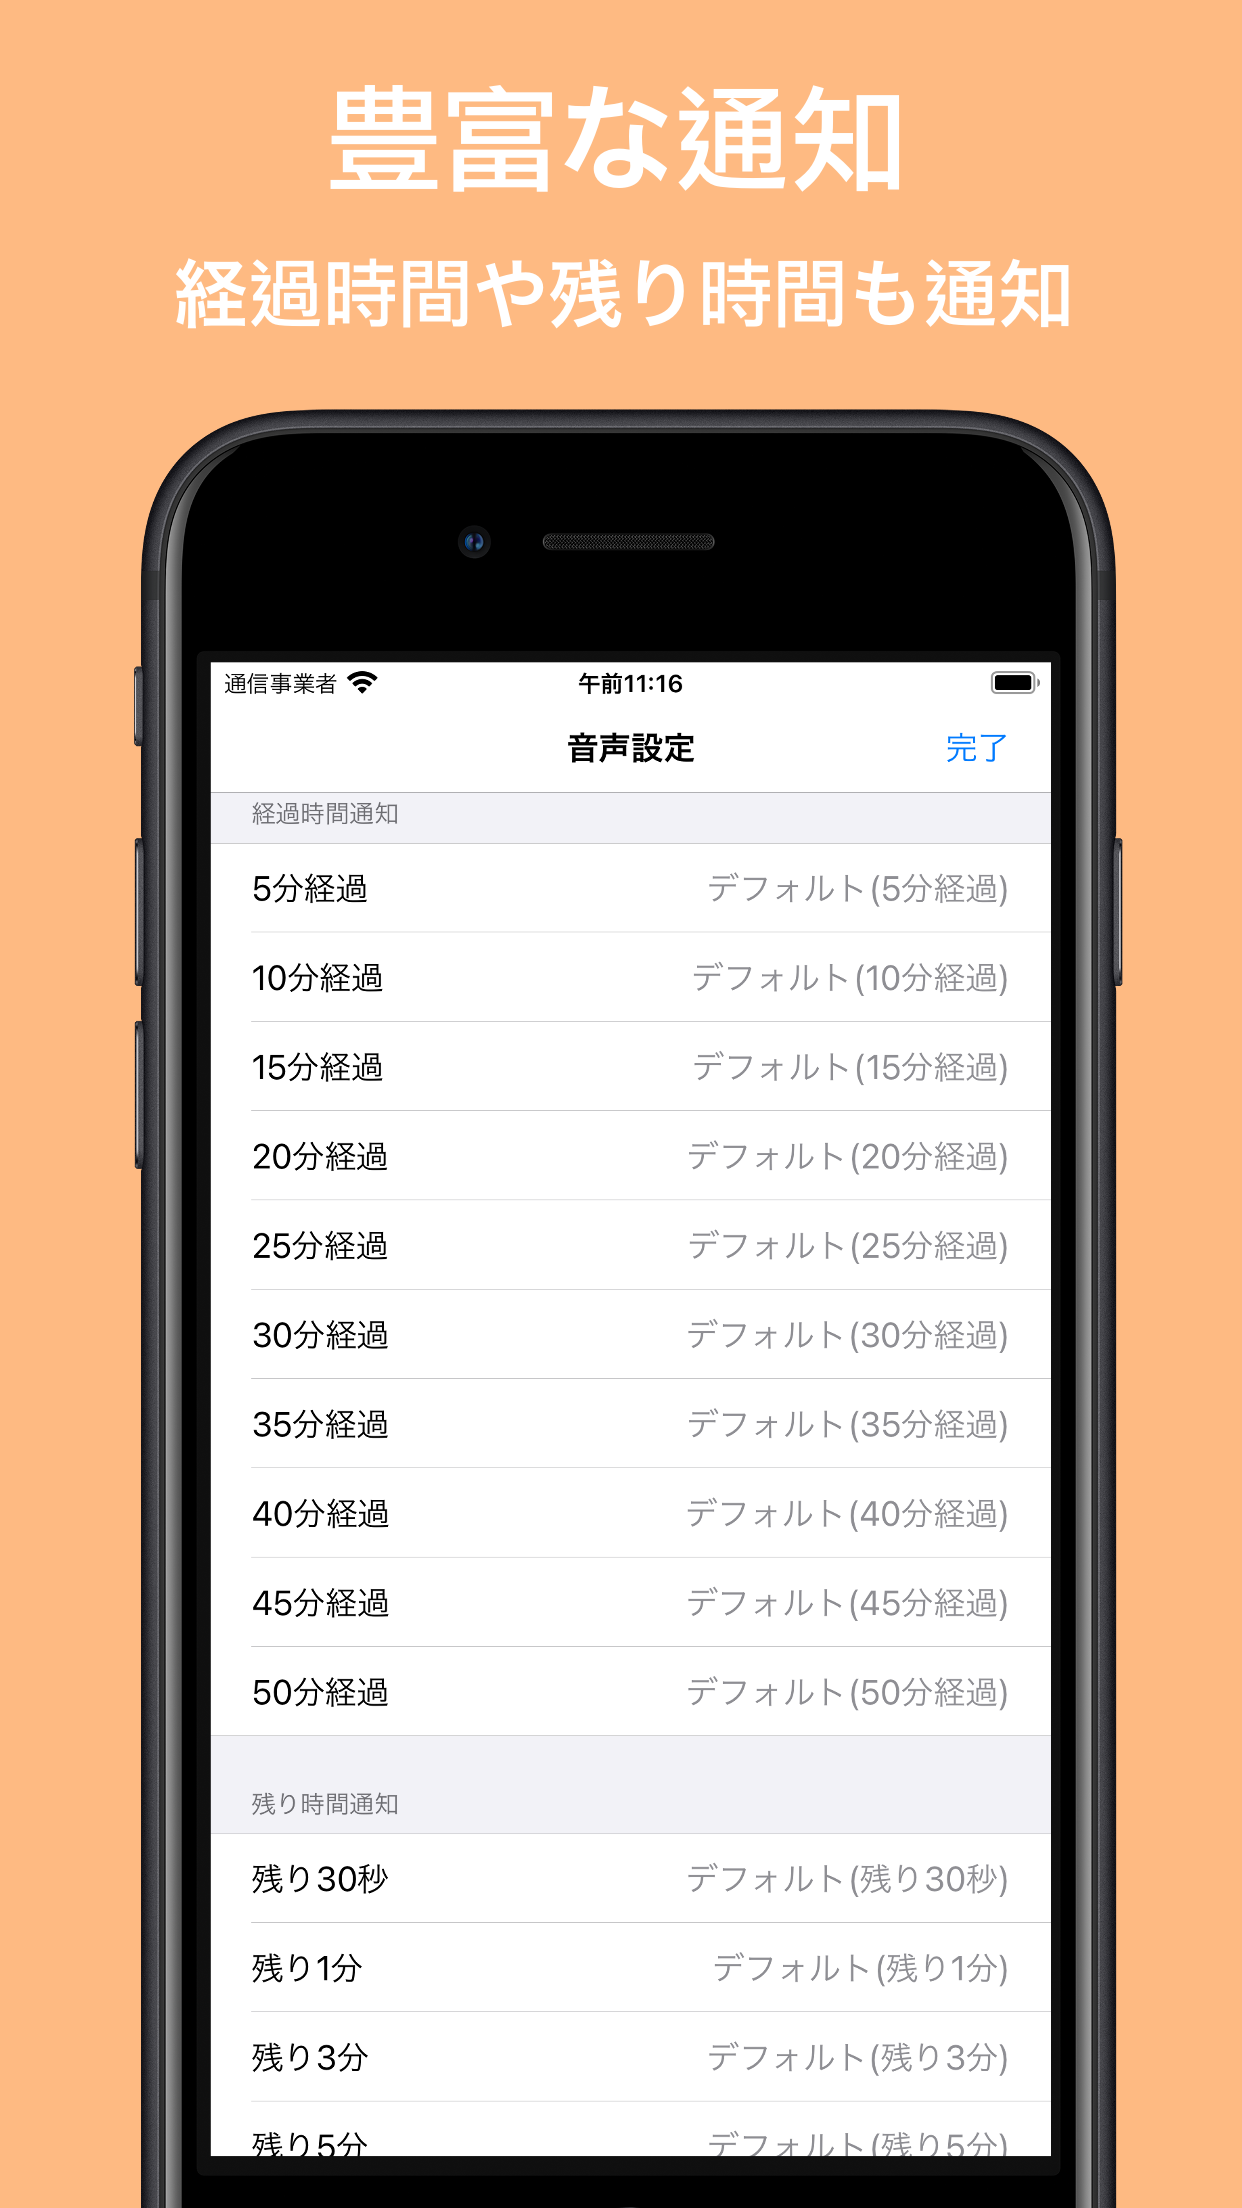 豊富な通知
経過時間や残り時間も通知
通信事業者 午前11:16
音声設定 完了
経過時間通知
5分経過 デフォルト(5分経過)
10分経過 デフォルト(10分経過)
15分経過 デフォルト(15分経過)
20分経過 デフォルト(20分経過)
25分経過 デフォルト(25分経過)
30分経過 デフォルト(30分経過)
35分経過 デフォルト(35分経過)
40分経過 デフォルト(40分経過)
45分経過 デフォルト(45分経過)
50分経過 デフォルト(50分経過)
残り時間通知
残り30秒 デフォルト(残り30秒)
残り1分 デフォルト(残り1分)
残り3分 デフォルト(残り3分)
残り5分 デフォルト(残り5分)